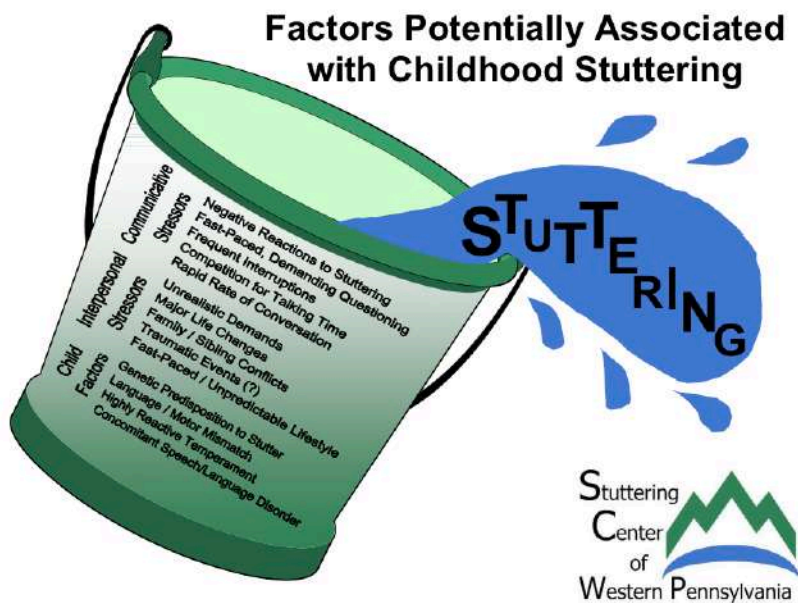 Factors Potentially Associated
with Childhood Stuttering
Communicative
Stressors
Negative Reactions to Stuttering
Fast-Paced, Demanding Questioning
Frequent Interruptions
Competition for Talking Time
Rapid Rate of Conversation
Interpersonal
Stressors
Unrealistic Demands
Major Life Changes
Family / Sibling Conflicts
Traumatic Events (?)
Fast-Paced / Unpredictable Lifestyle
Child
Factors
Genetic Predisposition to Stutter
Language / Motor Mismatch
Highly Reactive Temperament
Concomitant Speech/Language Disorder
STUTTERING
Stuttering
Center
of
Western Pennsylvania